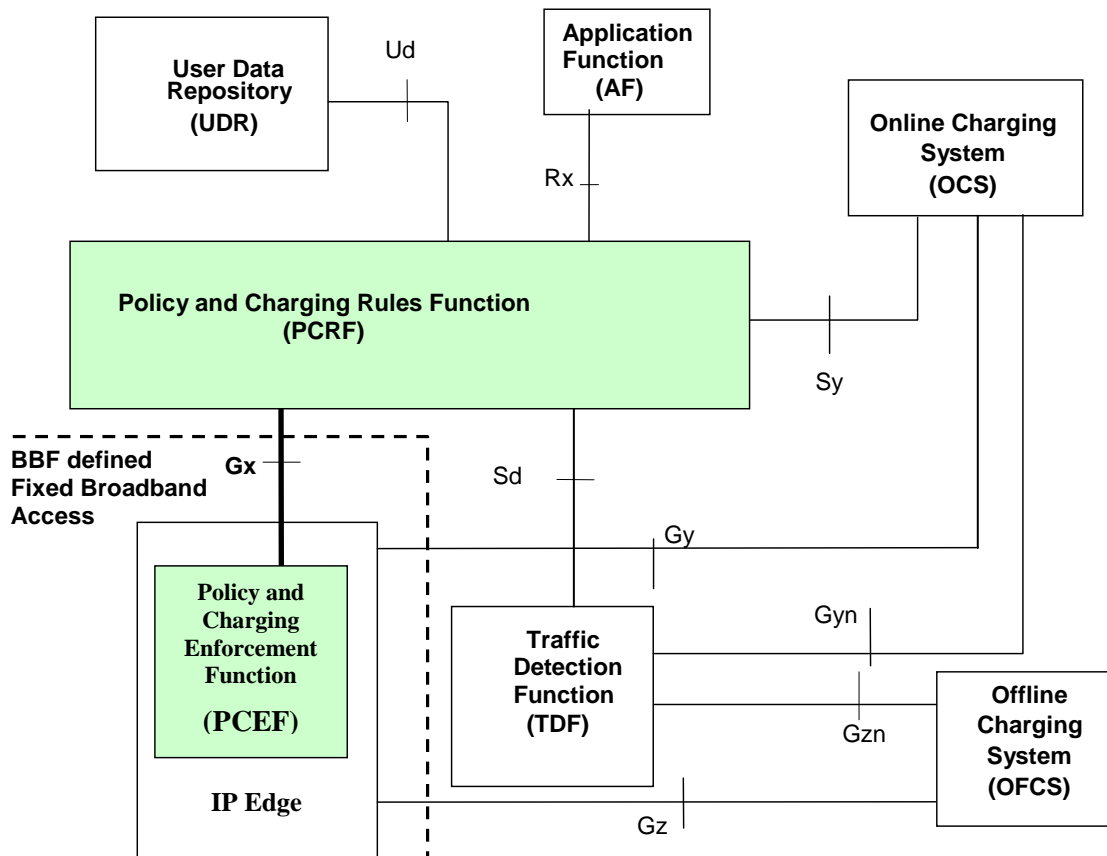 User Data
Repository
(UDR)
Ud
Application
Function
(AF)
Rx
Online Charging
System
(OCS)
Policy and Charging Rules Function
(PCRF)
Sy
BBF defined
Fixed Broadband
Access
Gx
Sd
Gy
Policy and
Charging
Enforcement
Function
(PCEF)
IP Edge
Traffic
Detection
Function
(TDF)
Gyn
Gzn
Gz
Offline
Charging
System
(OFCS)